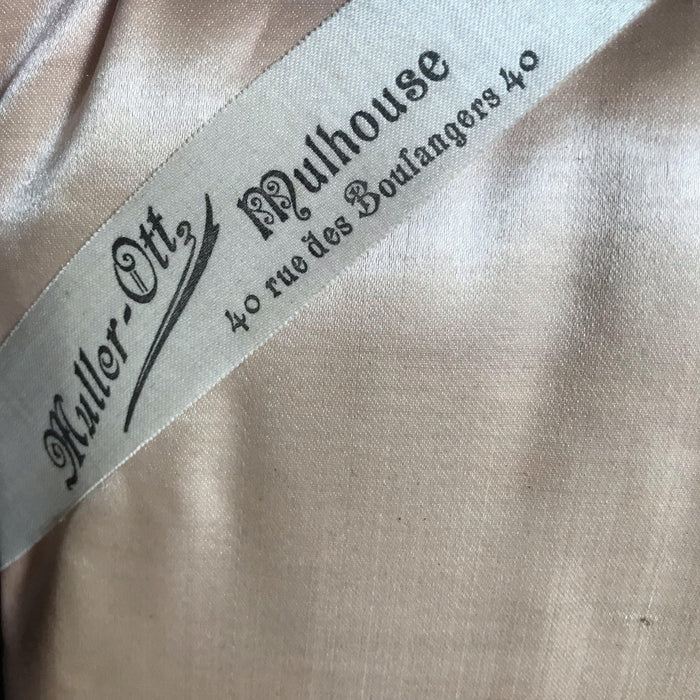 Muller-Ott,
Mulhouse
40 rue des Boulangers 40